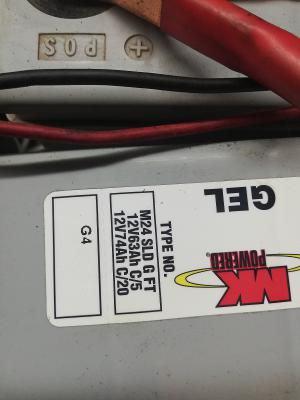 + POS
GEL
MK
POWERED®
TYPE NO.
M24 SLD G FT
12V63Ah C/5
12V74Ah C/20
G4